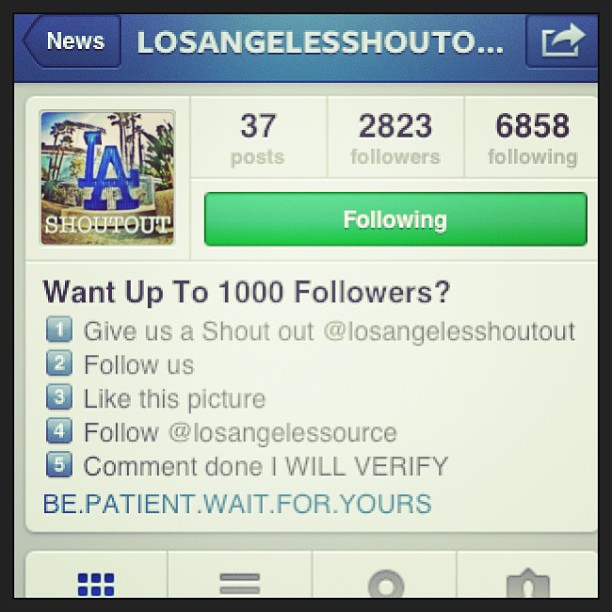 News
LOSANGELESSHOUTO...
LA
SHOUTOUT
37
posts
2823
followers
6858
following
Following
Want Up To 1000 Followers?
1 Give us a Shout out @losangelesshoutout
2 Follow us
3 Like this picture
4 Follow @losangelessource
5 Comment done I WILL VERIFY
BE.PATIENT.WAIT.FOR.YOURS